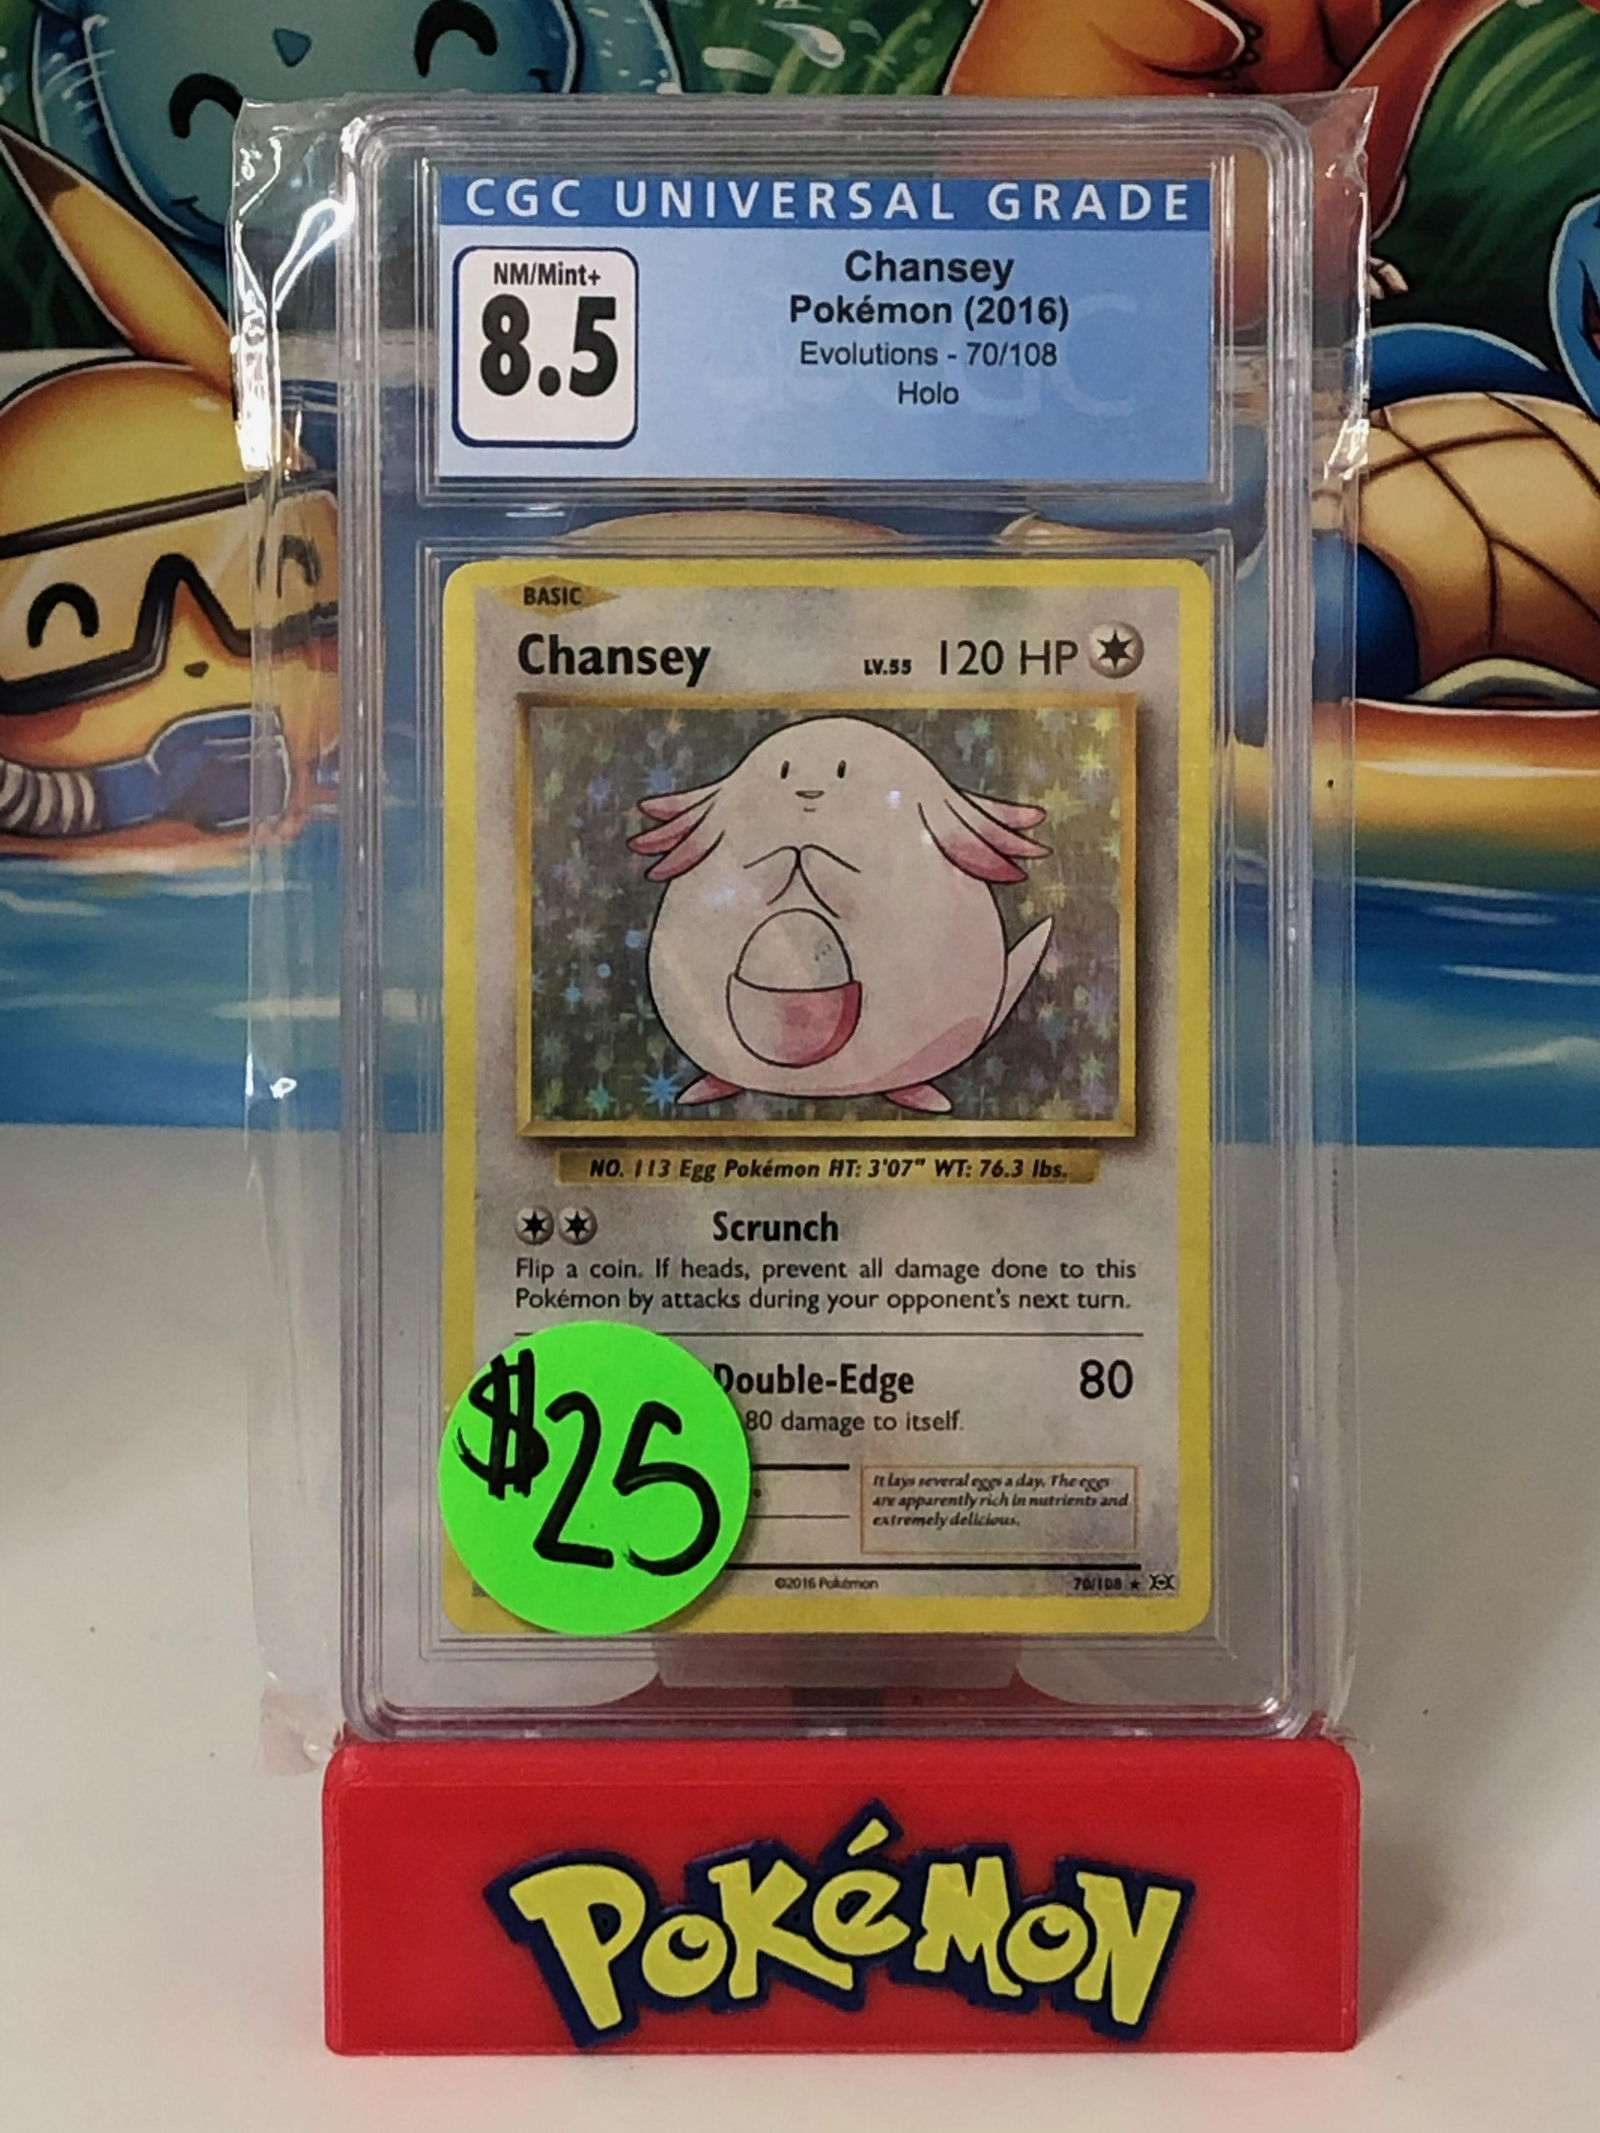 CGC UNIVERSAL GRADE
NM/Mint+
8.5
Chansey
Pokémon (2016)
Evolutions - 70/108
Holo
BASIC
Chansey
LV.55 120 HP
NO. 113 Egg Pokémon HT: 3'07" WT: 76.3 lbs.
Scrunch
Flip a coin. If heads, prevent all damage done to this
Pokémon by attacks during your opponent's next turn.
Double-Edge 80
80 damage to itself.
$25
It lays several eggs a day. The eggs
are apparently rich in nutrients and
extremely delicious.
©2016 Pokémon
70/108 ★
POKéMON